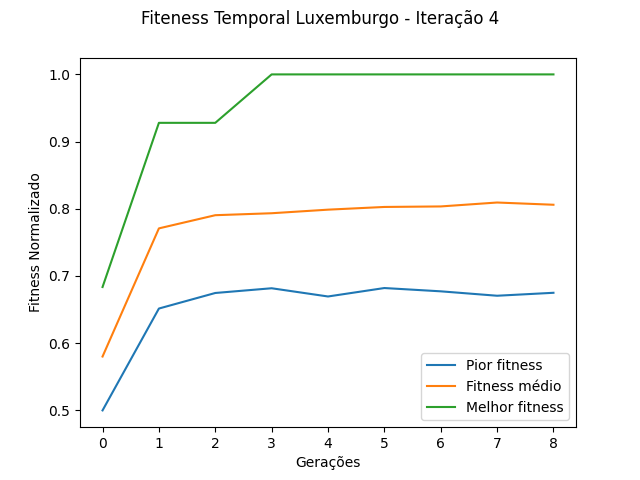 Fiteness Temporal Luxemburgo - Iteração 4
Fitness Normalizado
1.0
0.9
0.8
0.7
0.6
0.5
Pior fitness
Fitness médio
Melhor fitness
0 1 2 3 4 5 6 7 8
Gerações